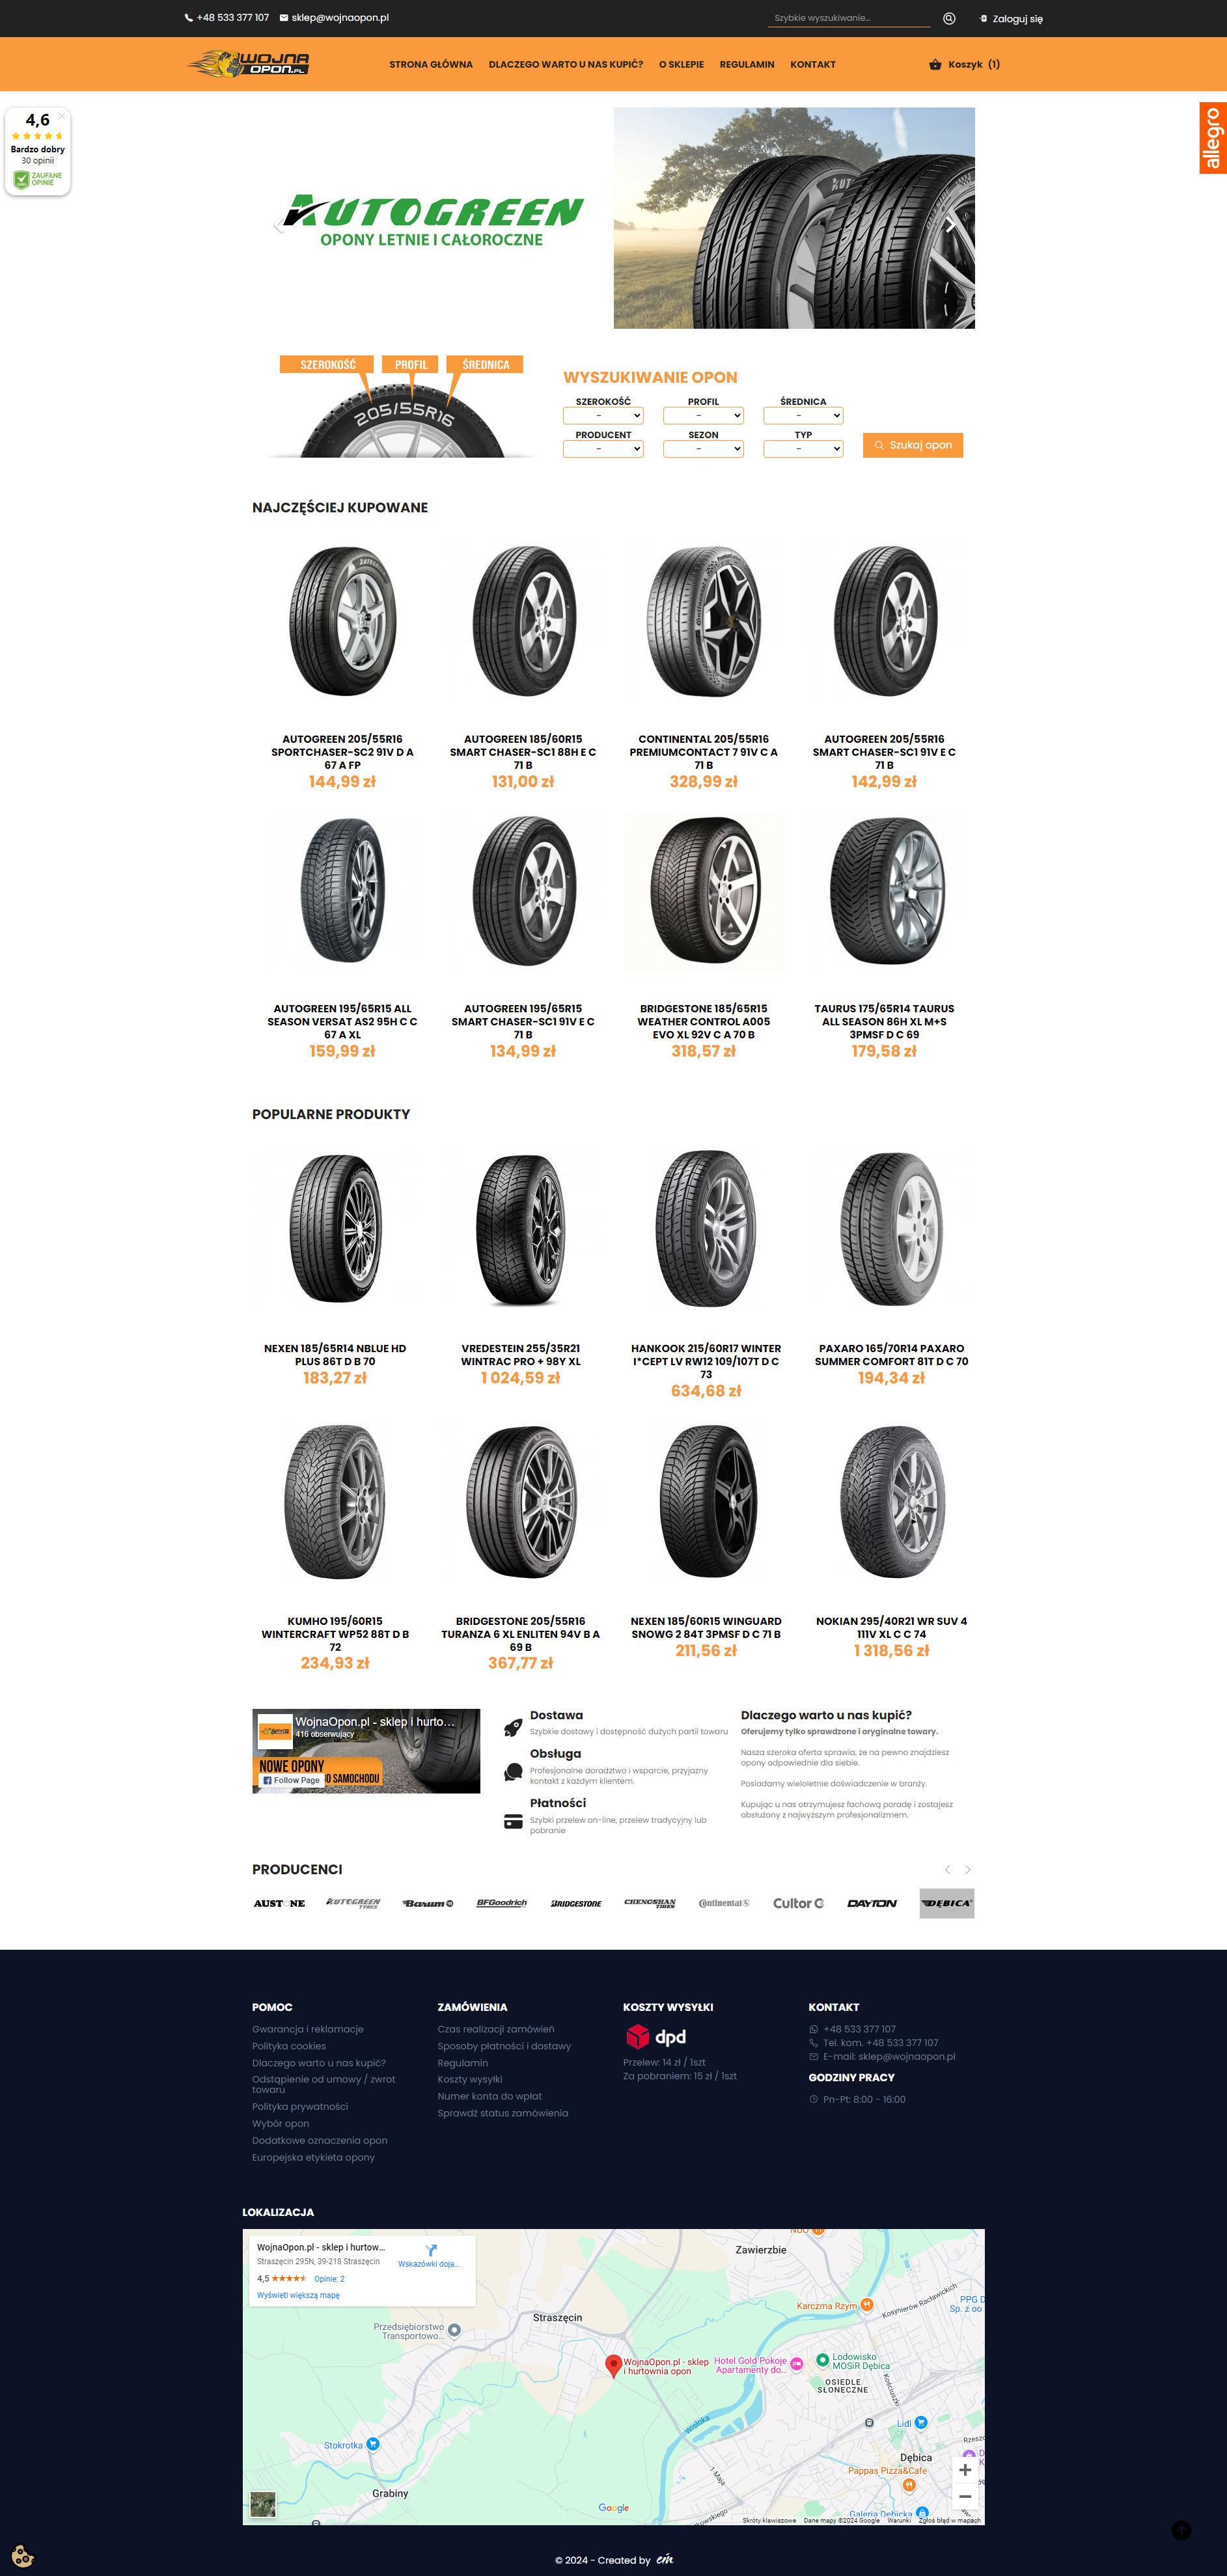 +48 533 377 107 sklep@wojnaopon.pl Szybkie wyszukiwanie... Zaloguj się
WOJNA
OPON.PL
STRONA GŁÓWNA DLACZEGO WARTO U NAS KUPIĆ? O SKLEPIE REGULAMIN KONTAKT Koszyk (1)
4,6
Bardzo dobry
30 opinii
ZAUFANE
OPINIE
allegro
AUTOGREEN
OPONY LETNIE I CAŁOROCZNE
SZEROKOŚĆ PROFIL ŚREDNICA
205/55R16
WYSZUKIWANIE OPON
SZEROKOŚĆ PROFIL ŚREDNICA
– – –
PRODUCENT SEZON TYP
– – –
Szukaj opon
NAJCZĘŚCIEJ KUPOWANE
AUTOGREEN 205/55R16
SPORTCHASER-SC2 91V D A
67 A FP
144,99 zł
AUTOGREEN 185/60R15
SMART CHASER-SC1 88H E C
71 B
131,00 zł
CONTINENTAL 205/55R16
PREMIUMCONTACT 7 91V C A
71 B
328,99 zł
AUTOGREEN 205/55R16
SMART CHASER-SC1 91V E C
71 B
142,99 zł
AUTOGREEN 195/65R15 ALL
SEASON VERSAT AS2 95H C C
67 A XL
159,99 zł
AUTOGREEN 195/65R15
SMART CHASER-SC1 91V E C
71 B
134,99 zł
BRIDGESTONE 185/65R15
WEATHER CONTROL A005
EVO XL 92V C A 70 B
318,57 zł
TAURUS 175/65R14 TAURUS
ALL SEASON 86H XL M+S
3PMSF D C 69
179,58 zł
POPULARNE PRODUKTY
NEXEN 185/65R14 NBLUE HD
PLUS 86T D B 70
183,27 zł
VREDESTEIN 255/35R21
WINTRAC PRO + 98Y XL
1 024,59 zł
HANKOOK 215/60R17 WINTER
I*CEPT LV RW12 109/107T D C
73
634,68 zł
PAXARO 165/70R14 PAXARO
SUMMER COMFORT 81T D C 70
194,34 zł
KUMHO 195/60R15
WINTERCRAFT WP52 88T D B
72
234,93 zł
BRIDGESTONE 205/55R16
TURANZA 6 XL ENLITEN 94V B A
69 B
367,77 zł
NEXEN 185/60R15 WINGUARD
SNOWG 2 84T 3PMSF D C 71 B
211,56 zł
NOKIAN 295/40R21 WR SUV 4
111V XL C C 74
1 318,56 zł
WojnaOpon.pl - sklep i hurto...
416 obserwujący
NOWE OPONY
O SAMOCHODU
Follow Page
Dostawa
Szybkie dostawy i dostępność dużych partii towaru
Obsługa
Profesjonalne doradztwo i wsparcie, przyjazny
kontakt z każdym klientem.
Płatności
Szybki przelew on-line, przelew tradycyjny lub
pobranie
Dlaczego warto u nas kupić?
Oferujemy tylko sprawdzone i oryginalne towary.
Nasza szeroka oferta sprawia, że na pewno znajdziesz
opony odpowiednie dla siebie.
Posiadamy wieloletnie doświadczenie w branży.
Kupując u nas otrzymujesz fachową poradę i zostajesz
obsłużony z najwyższym profesjonalizmem.
PRODUCENCI
AUSTONE AUTOGREEN TYRES Barum BFGoodrich BRIDGESTONE CHENGSHAN TIRES Continental Cultor DAYTON DĘBICA
POMOC
Gwarancja i reklamacje
Polityka cookies
Dlaczego warto u nas kupić?
Odstąpienie od umowy / zwrot
towaru
Polityka prywatności
Wybór opon
Dodatkowe oznaczenia opon
Europejska etykieta opony
ZAMÓWIENIA
Czas realizacji zamówień
Sposoby płatności i dostawy
Regulamin
Koszty wysyłki
Numer konta do wpłat
Sprawdź status zamówienia
KOSZTY WYSYŁKI
dpd
Przelew: 14 zł / 1szt
Za pobraniem: 15 zł / 1szt
KONTAKT
+48 533 377 107
Tel. kom. +48 533 377 107
E-mail: sklep@wojnaopon.pl
GODZINY PRACY
Pn-Pt: 8:00 - 16:00
LOKALIZACJA
WojnaOpon.pl - sklep i hurtow...
Straszęcin 295N, 39-218 Straszęcin
4,5 Opinie: 2
Wyświetl większą mapę
Wskazówki doja...
Zawierzbie
Karczma Rzym
Kosynierów Racławickich
PPG D
Sp. z oo
Straszęcin
Przedsiębiorstwo
Transportowo...
WojnaOpon.pl - sklep
i hurtownia opon
Hotel Gold Pokoje
Apartamenty do...
Lodowisko
MOSiR Dębica
OSIEDLE
SŁONECZNE
Kościuszki
Lidl
Wisłoka
Rzesz
Stokrotka
Dębica
Pappas Pizza&Cafe
1 Maja
Grabiny
Google
Galeria Dębicka
Skróty klawiszowe Dane mapy ©2024 Google Warunki Zgłoś błąd w mapach
© 2024 - Created by